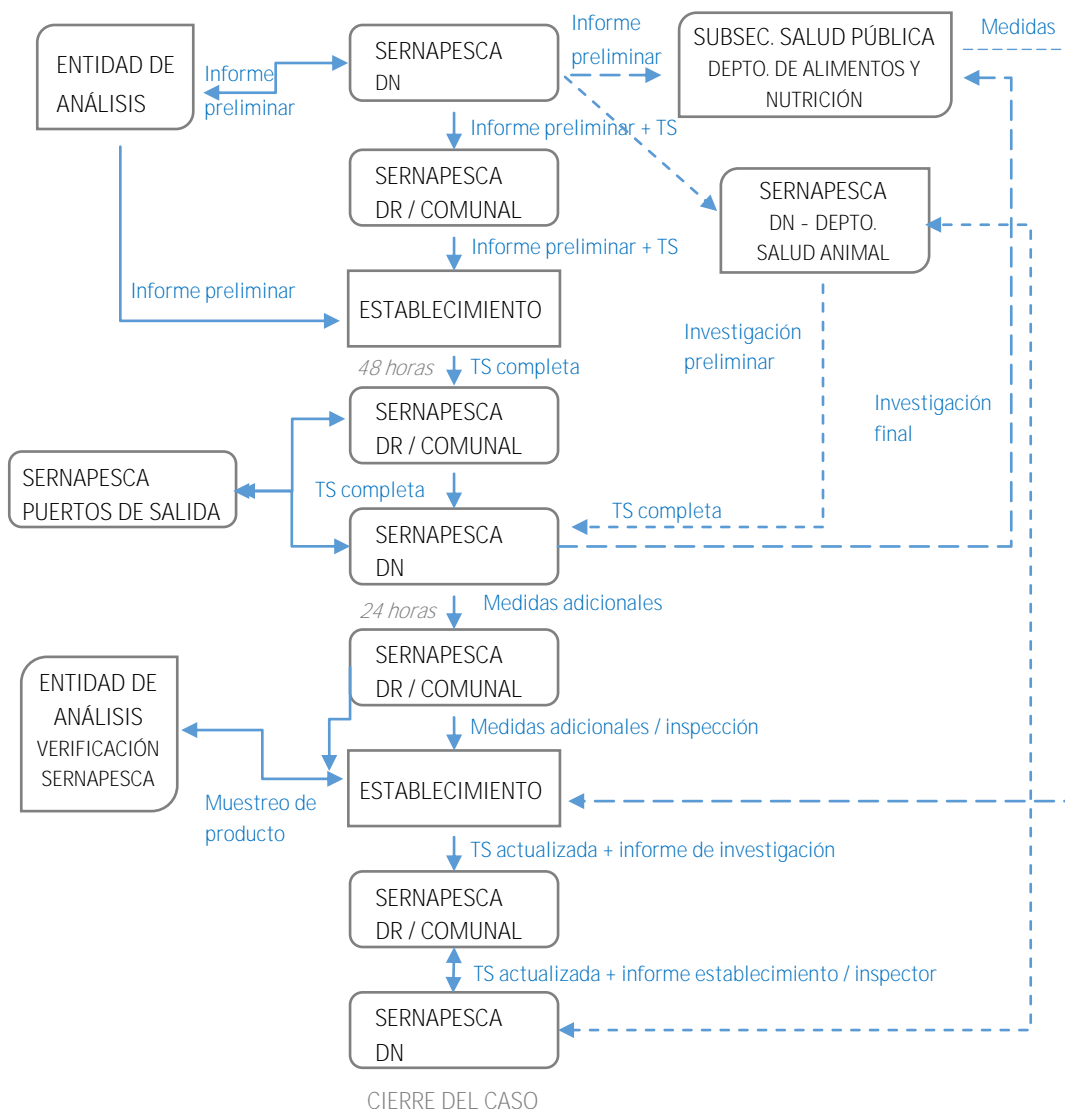 ENTIDAD DE
ANÁLISIS
Informe
preliminar
SERNAPESCA
DN
Informe
preliminar
SUBSEC. SALUD PÚBLICA
DEPTO. DE ALIMENTOS Y
NUTRICIÓN
Medidas
Informe preliminar + TS
SERNAPESCA
DR / COMUNAL
SERNAPESCA
DN - DEPTO.
SALUD ANIMAL
Informe preliminar + TS
Informe preliminar
ESTABLECIMIENTO
Investigación
preliminar
48 horas
TS completa
SERNAPESCA
DR / COMUNAL
Investigación
final
SERNAPESCA
PUERTOS DE SALIDA
TS completa
TS completa
SERNAPESCA
DN
24 horas
Medidas adicionales
SERNAPESCA
DR / COMUNAL
ENTIDAD DE
ANÁLISIS
VERIFICACIÓN
SERNAPESCA
Medidas adicionales / inspección
ESTABLECIMIENTO
Muestreo de
producto
TS actualizada + informe de investigación
SERNAPESCA
DR / COMUNAL
TS actualizada + informe establecimiento / inspector
SERNAPESCA
DN
CIERRE DEL CASO